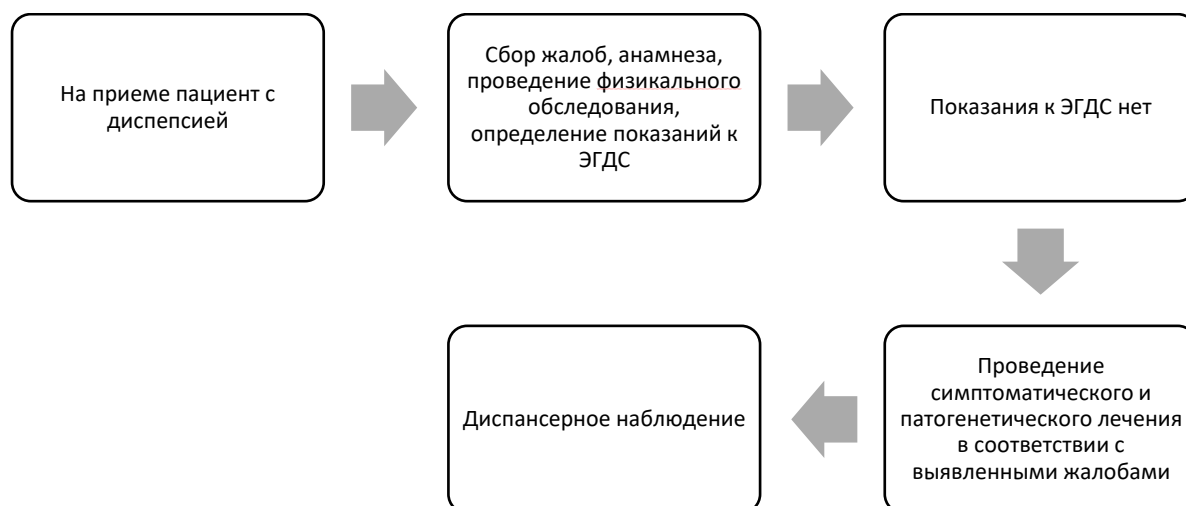 На приеме пациент с
диспепсией
Сбор жалоб, анамнеза,
проведение физикального
обследования,
определение показаний к
ЭГДС
Показания к ЭГДС нет
Проведение
симптоматического и
патогенетического лечения
в соответствии с
выявленными жалобами
Диспансерное наблюдение